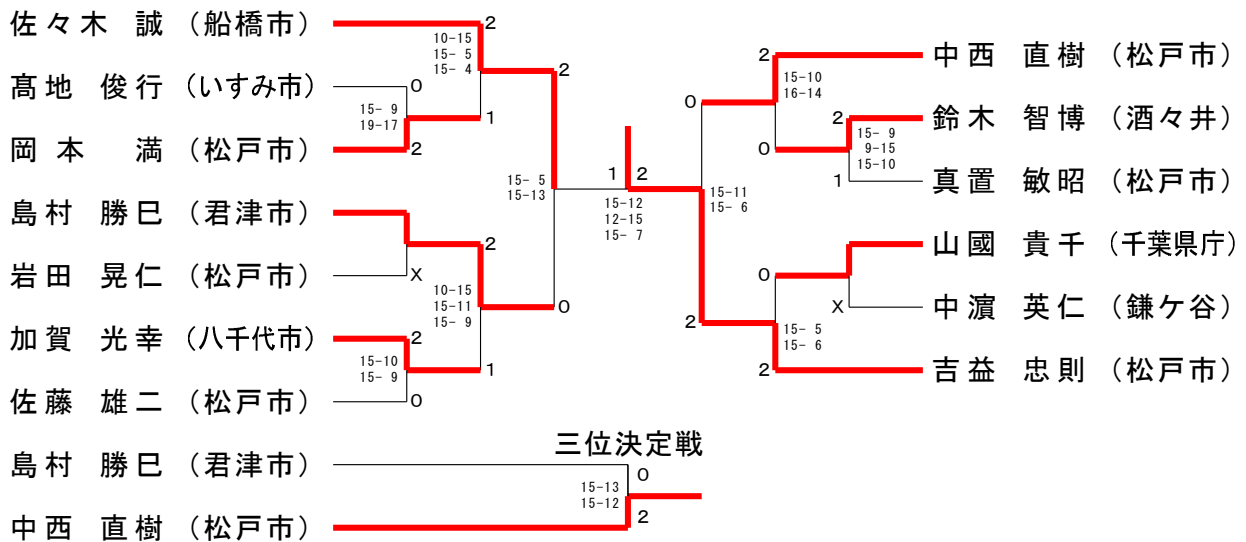 佐々木 誠 （船橋市）
2
10-15
15- 5
15- 4
2
髙地 俊行 （いすみ市）
0
15- 9
19-17
1
岡本 満 （松戸市）
2
15- 5
15-13
島村 勝巳 （君津市）
2
岩田 晃仁 （松戸市）
X
10-15
15-11
15- 9
0
加賀 光幸 （八千代市）
2
15-10
15- 9
1
佐藤 雄二 （松戸市）
0
1 2
15-12
12-15
15- 7
中西 直樹 （松戸市）
2
15-10
16-14
0
鈴木 智博 （酒々井）
2
15- 9
9-15
15-10
0
真置 敏昭 （松戸市）
1
15-11
15- 6
山國 貴千 （千葉県庁）
0
中濵 英仁 （鎌ケ谷）
X
15- 5
15- 6
2
吉益 忠則 （松戸市）
2
三位決定戦
島村 勝巳 （君津市）
0
15-13
15-12
中西 直樹 （松戸市）
2